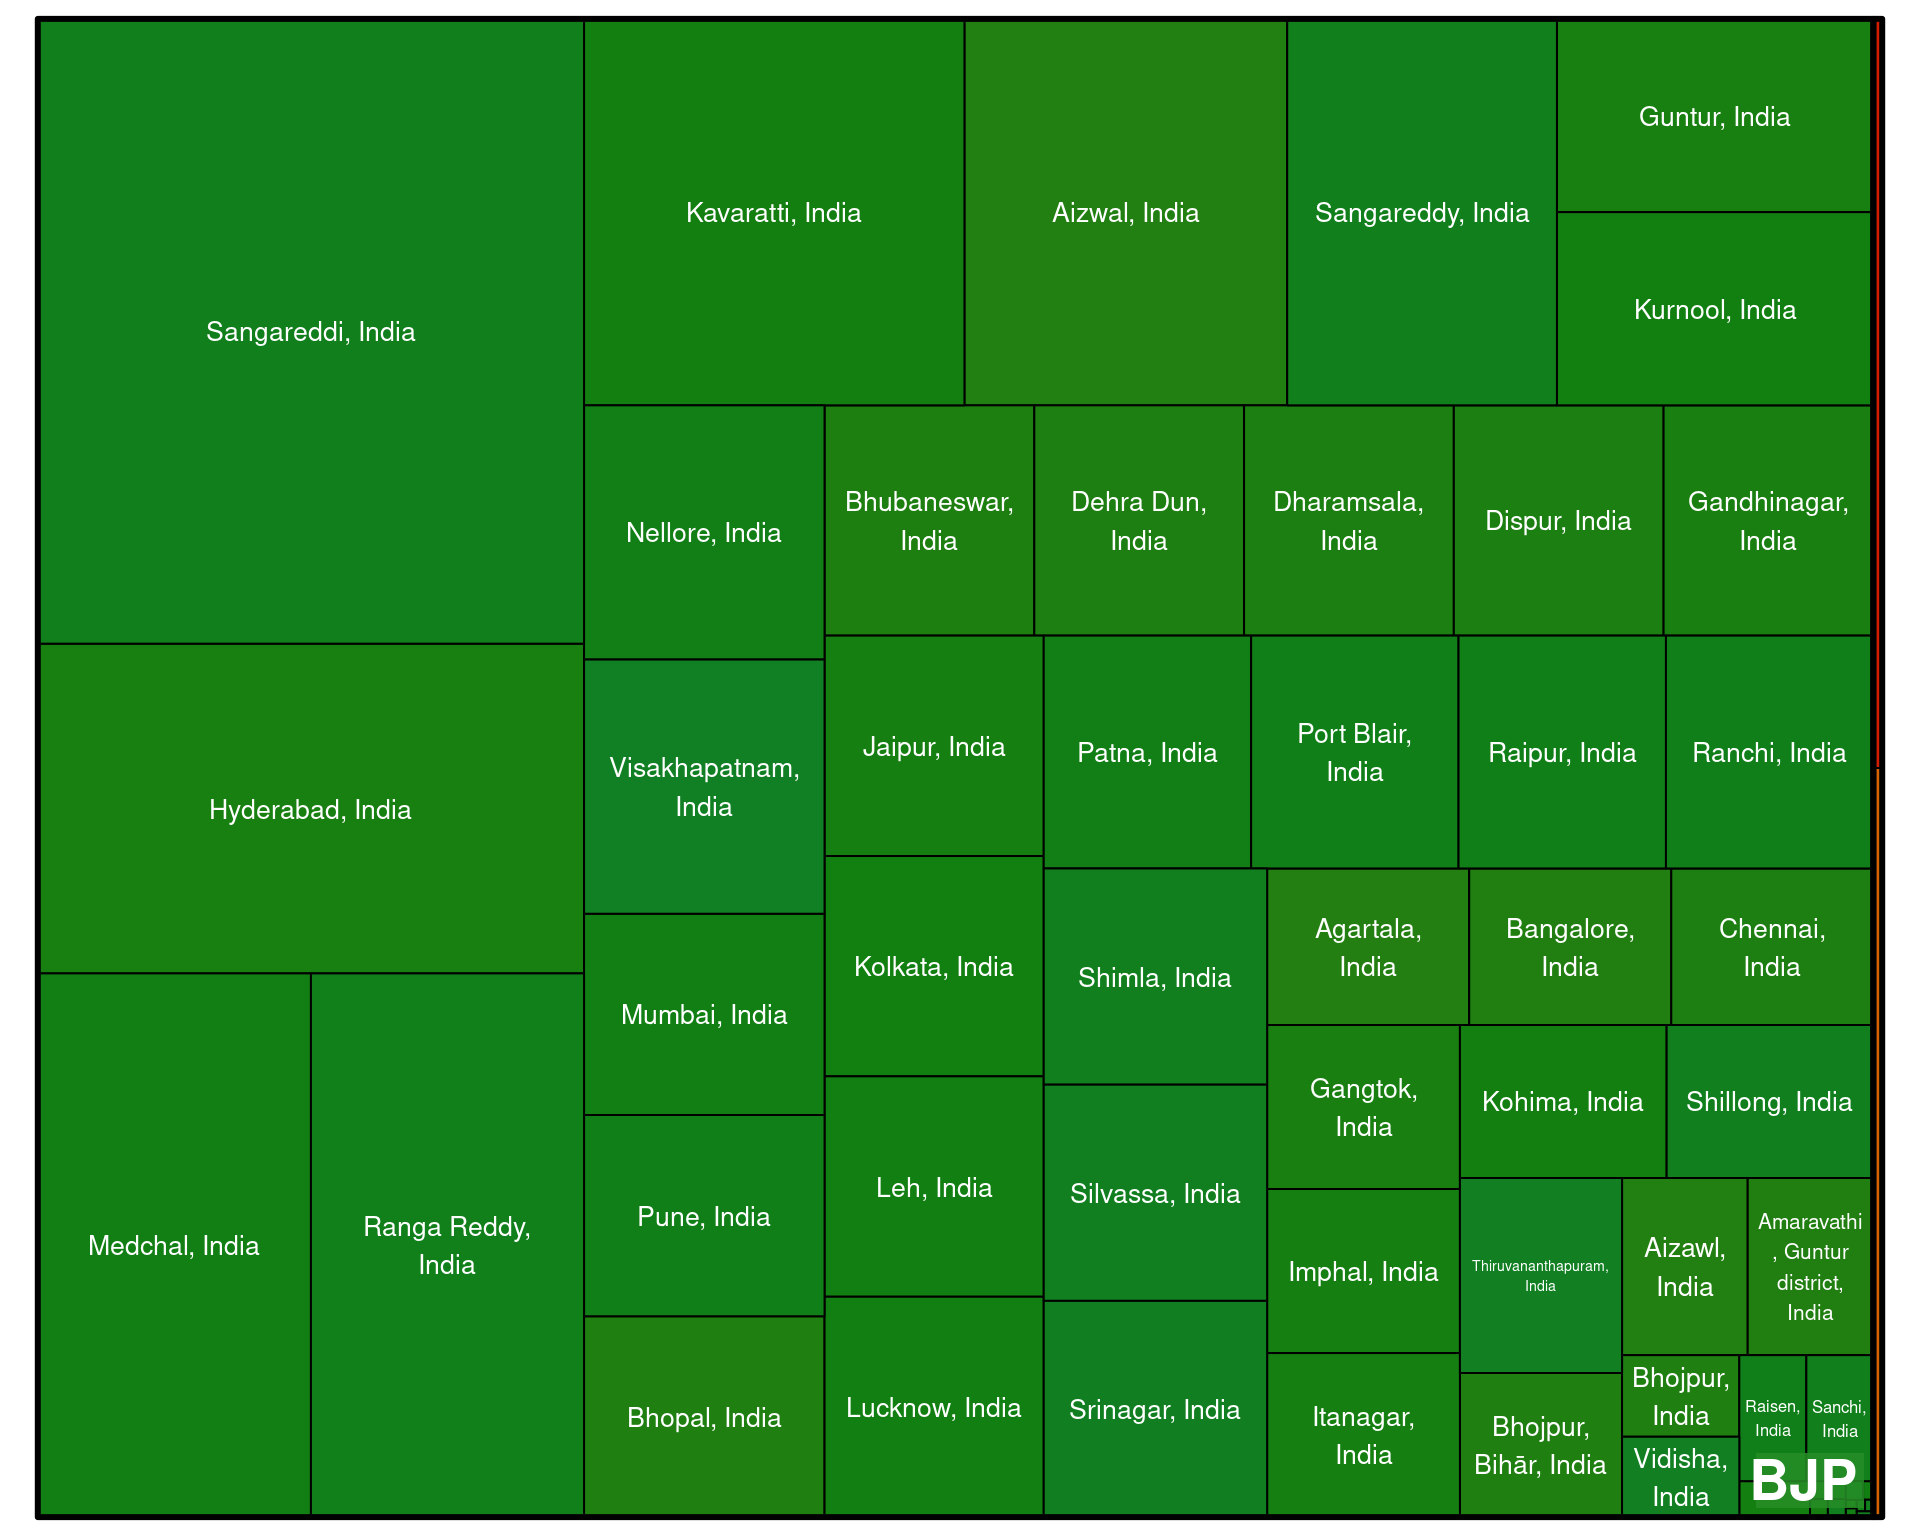 Sangareddi, India
Kavaratti, India
Aizwal, India
Sangareddy, India
Guntur, India
Kurnool, India
Nellore, India
Bhubaneswar,
India
Dehra Dun,
India
Dharamsala,
India
Dispur, India
Gandhinagar,
India
Hyderabad, India
Visakhapatnam,
India
Jaipur, India
Patna, India
Port Blair,
India
Raipur, India
Ranchi, India
Mumbai, India
Kolkata, India
Shimla, India
Agartala,
India
Bangalore,
India
Chennai,
India
Gangtok,
India
Kohima, India
Shillong, India
Medchal, India
Ranga Reddy,
India
Pune, India
Leh, India
Silvassa, India
Imphal, India
Thiruvananthapuram,
India
Aizawl,
India
Amaravathi
, Guntur
district,
India
Bhopal, India
Lucknow, India
Srinagar, India
Itanagar,
India
Bhojpur,
Bihār, India
Bhojpur,
India
Raisen,
India
Sanchi,
India
Vidisha,
India
BJP